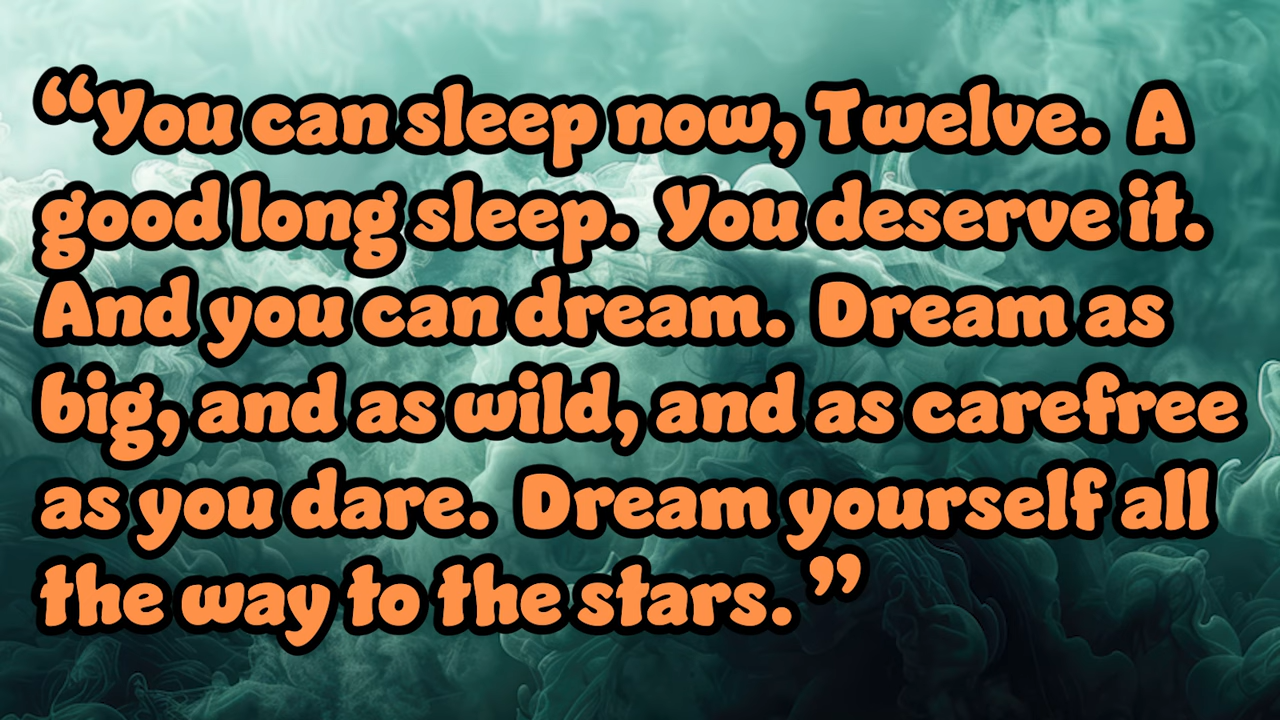 “You can sleep now, Twelve.  A
good long sleep.  You deserve it.
And you can dream.  Dream as
big, and as wild, and as carefree
as you dare.  Dream yourself all
the way to the stars.”